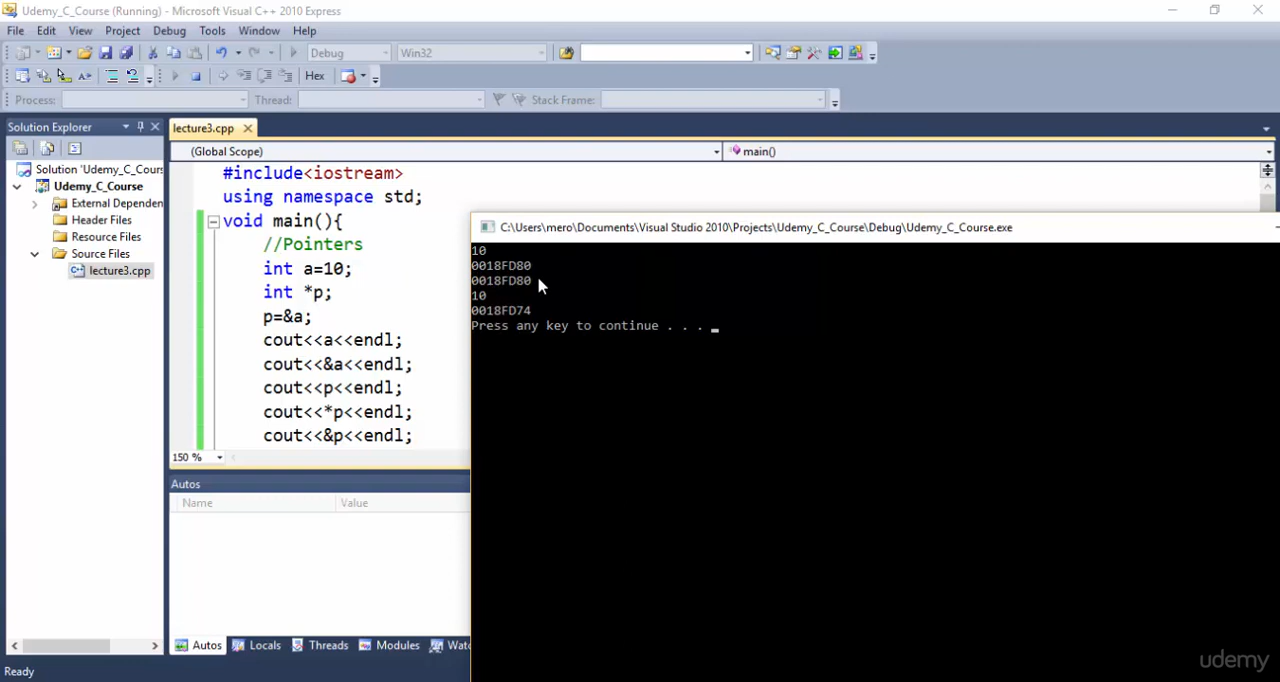 Udemy_C_Course (Running) - Microsoft Visual C++ 2010 Express
File Edit View Project Debug Tools Window Help
Debug Win32
Hex
Process: Thread: Stack Frame:
Solution Explorer
lecture3.cpp
(Global Scope) main()
Solution 'Udemy_C_Cours
Udemy_C_Course
External Dependen
Header Files
Resource Files
Source Files
lecture3.cpp
#include<iostream>
using namespace std;
void main(){
//Pointers
int a=10;
int *p;
p=&a;
cout<<a<<endl;
cout<<&a<<endl;
cout<<p<<endl;
cout<<*p<<endl;
cout<<&p<<endl;
150 %
C:\Users\mero\Documents\Visual Studio 2010\Projects\Udemy_C_Course\Debug\Udemy_C_Course.exe
10
0018FD80
0018FD80
10
0018FD74
Press any key to continue . . . _
Autos
Name Value
Autos Locals Threads Modules Watc
Ready
udemy